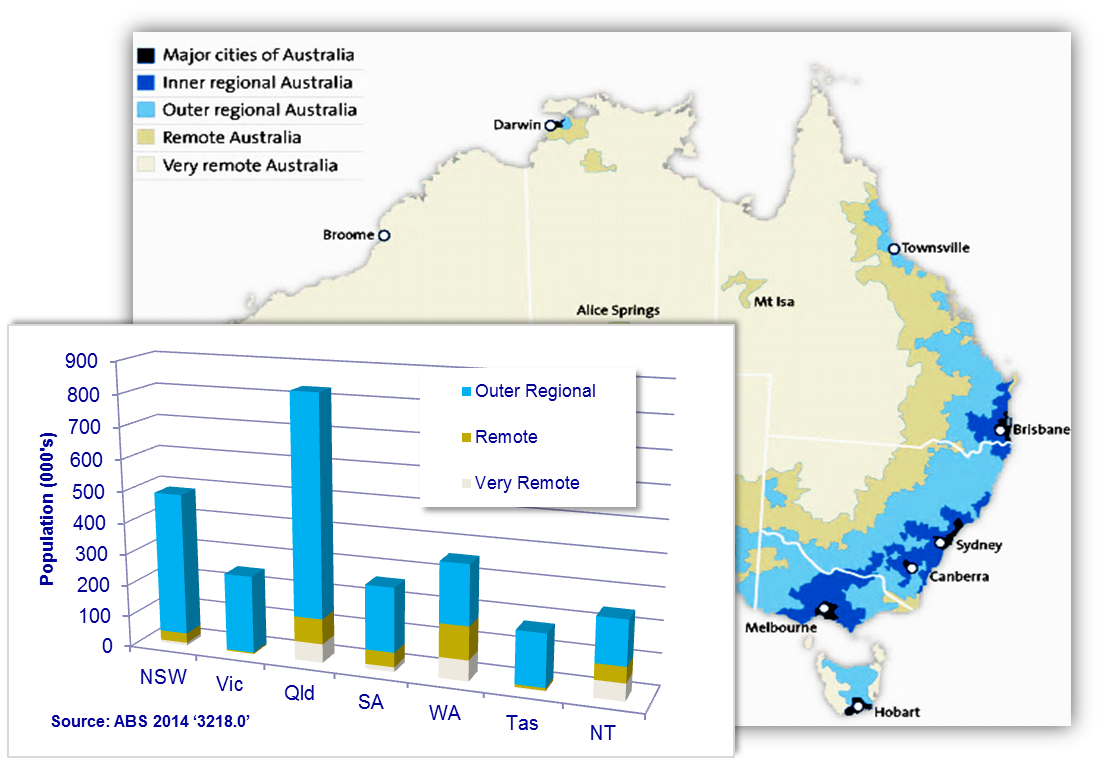 Major cities of Australia
Inner regional Australia
Outer regional Australia
Remote Australia
Very remote Australia
Darwin
Broome
Townsville
Mt Isa
Alice Springs
Brisbane
Sydney
Canberra
Melbourne
Hobart
900
800
700
600
500
400
300
200
100
0
Population (000's)
Outer Regional
Remote
Very Remote
NSW
Vic
Qld
SA
WA
Tas
NT
Source: ABS 2014 ‘3218.0’